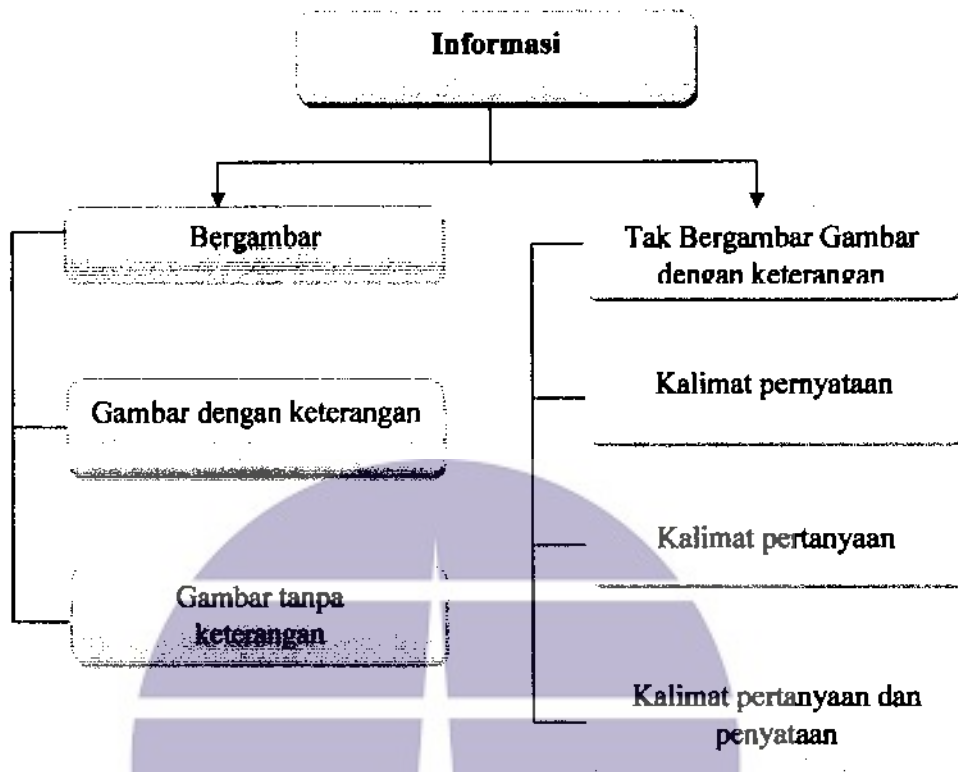 Informasi
Bergambar
Gambar dengan keterangan
Gambar tanpa
keterangan
Tak Bergambar Gambar
dengan keterangan
Kalimat pernyataan
Kalimat pertanyaan
Kalimat pertanyaan dan
penyataan